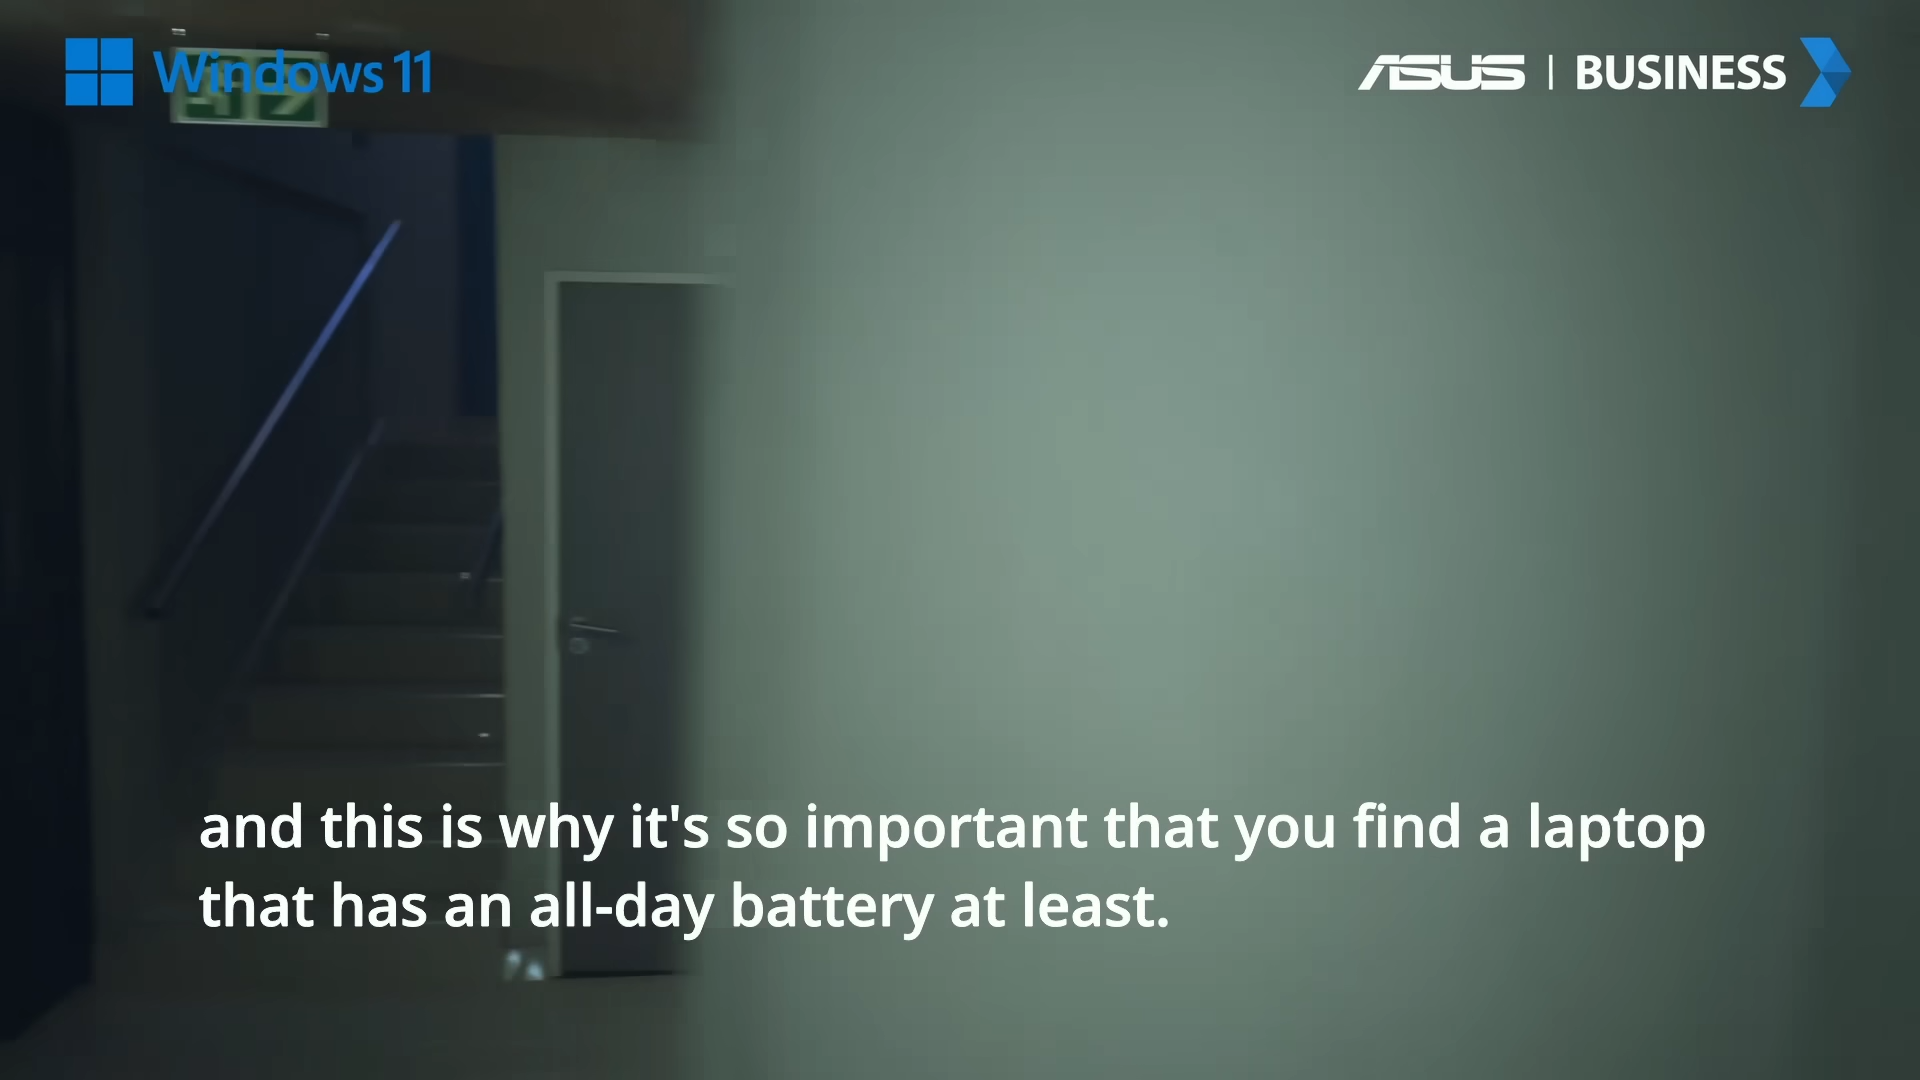 Windows 11
ASUS | BUSINESS
and this is why it's so important that you find a laptop
that has an all-day battery at least.